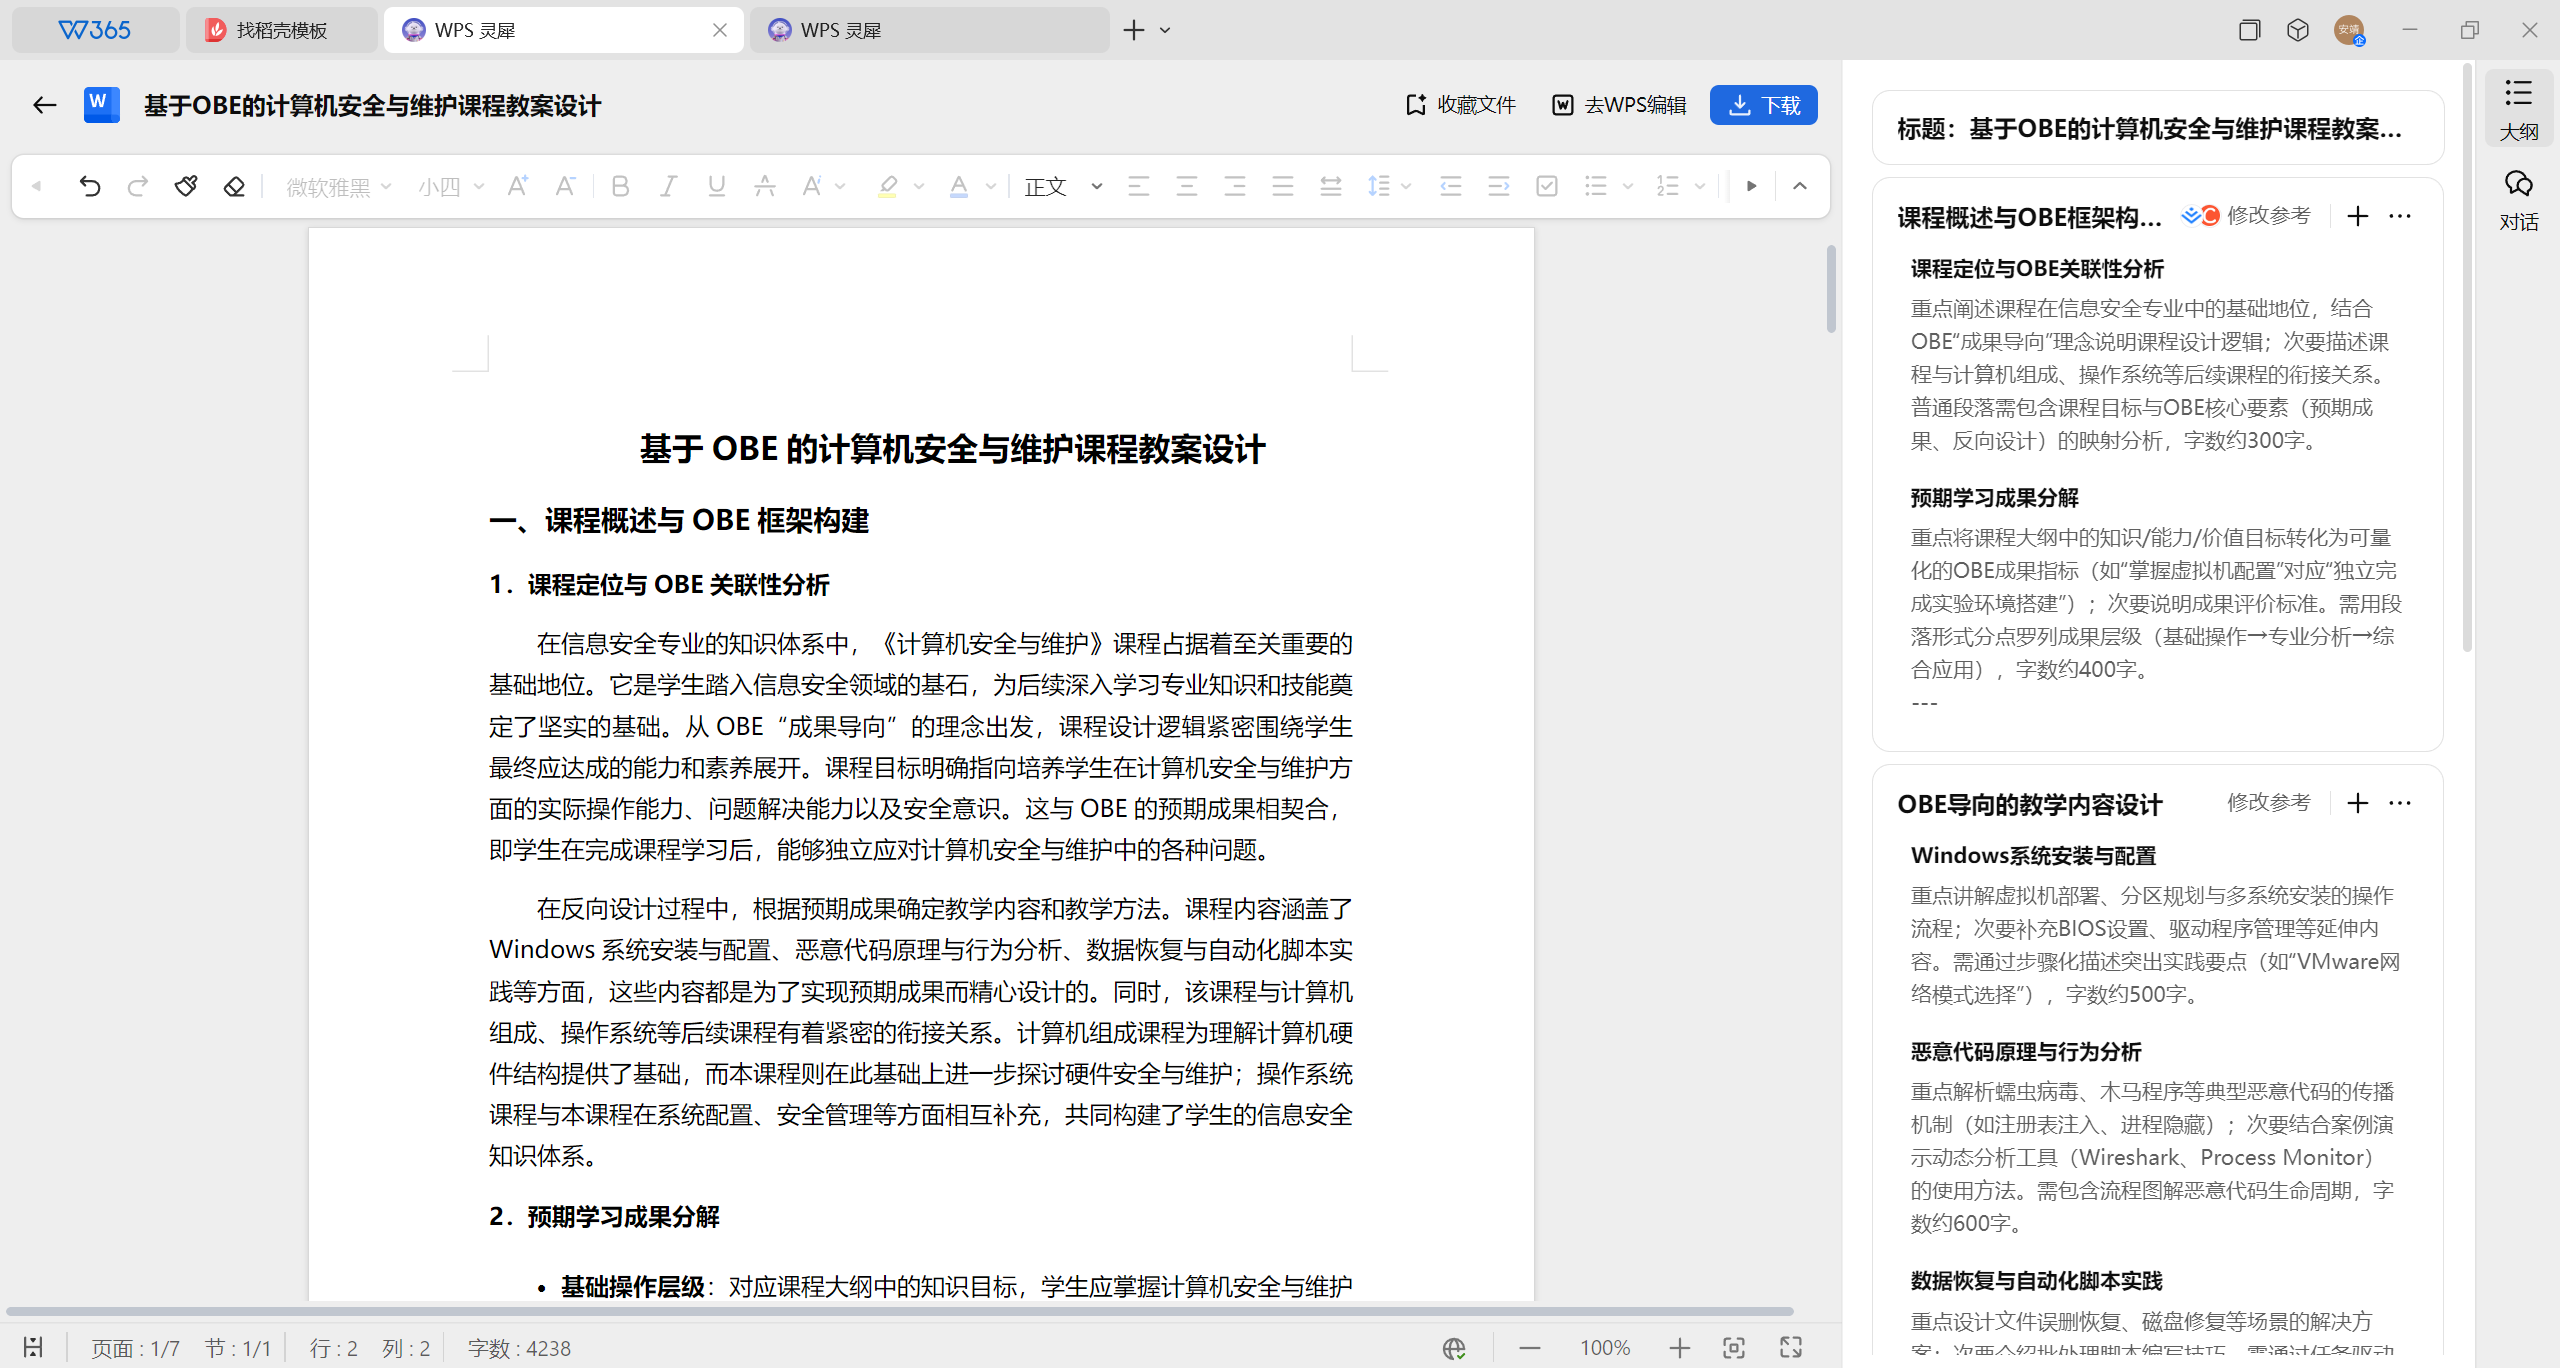 W365
找稻壳模板
WPS 灵犀
WPS 灵犀
安靖
企
基于OBE的计算机安全与维护课程教案设计
收藏文件
去WPS编辑
下载
微软雅黑
小四
正文
基于 OBE 的计算机安全与维护课程教案设计
一、课程概述与 OBE 框架构建
1. 课程定位与 OBE 关联性分析
在信息安全专业的知识体系中，《计算机安全与维护》课程占据着至关重要的
基础地位。它是学生踏入信息安全领域的基石，为后续深入学习专业知识和技能奠
定了坚实的基础。从 OBE“成果导向”的理念出发，课程设计逻辑紧密围绕学生
最终应达成的能力和素养展开。课程目标明确指向培养学生在计算机安全与维护方
面的实际操作能力、问题解决能力以及安全意识。这与 OBE 的预期成果相契合，
即学生在完成课程学习后，能够独立应对计算机安全与维护中的各种问题。
在反向设计过程中，根据预期成果确定教学内容和教学方法。课程内容涵盖了
Windows 系统安装与配置、恶意代码原理与行为分析、数据恢复与自动化脚本实
践等方面，这些内容都是为了实现预期成果而精心设计的。同时，该课程与计算机
组成、操作系统等后续课程有着紧密的衔接关系。计算机组成课程为理解计算机硬
件结构提供了基础，而本课程则在此基础上进一步探讨硬件安全与维护；操作系统
课程与本课程在系统配置、安全管理等方面相互补充，共同构建了学生的信息安全
知识体系。
2. 预期学习成果分解
• 基础操作层级：对应课程大纲中的知识目标，学生应掌握计算机安全与维护
页面 : 1/7
节 : 1/1
行 : 2
列 : 2
字数 : 4238
100%
标题：基于OBE的计算机安全与维护课程教案...
课程概述与OBE框架构...
修改参考
课程定位与OBE关联性分析
重点阐述课程在信息安全专业中的基础地位，结合
OBE“成果导向”理念说明课程设计逻辑；次要描述课
程与计算机组成、操作系统等后续课程的衔接关系。
普通段落需包含课程目标与OBE核心要素（预期成
果、反向设计）的映射分析，字数约300字。
预期学习成果分解
重点将课程大纲中的知识/能力/价值目标转化为可量
化的OBE成果指标（如“掌握虚拟机配置”对应“独立完
成实验环境搭建”）；次要说明成果评价标准。需用段
落形式分点罗列成果层级（基础操作→专业分析→综
合应用），字数约400字。
---
OBE导向的教学内容设计
修改参考
Windows系统安装与配置
重点讲解虚拟机部署、分区规划与多系统安装的操作
流程；次要补充BIOS设置、驱动程序管理等延伸内
容。需通过步骤化描述突出实践要点（如“VMware网
络模式选择”），字数约500字。
恶意代码原理与行为分析
重点解析蠕虫病毒、木马程序等典型恶意代码的传播
机制（如注册表注入、进程隐藏）；次要结合案例演
示动态分析工具（Wireshark、Process Monitor）
的使用方法。需包含流程图解恶意代码生命周期，字
数约600字。
数据恢复与自动化脚本实践
重点设计文件误删恢复、磁盘修复等场景的解决方
案；次要介绍批处理脚本编写技巧。需通过任务驱动
大纲
对话